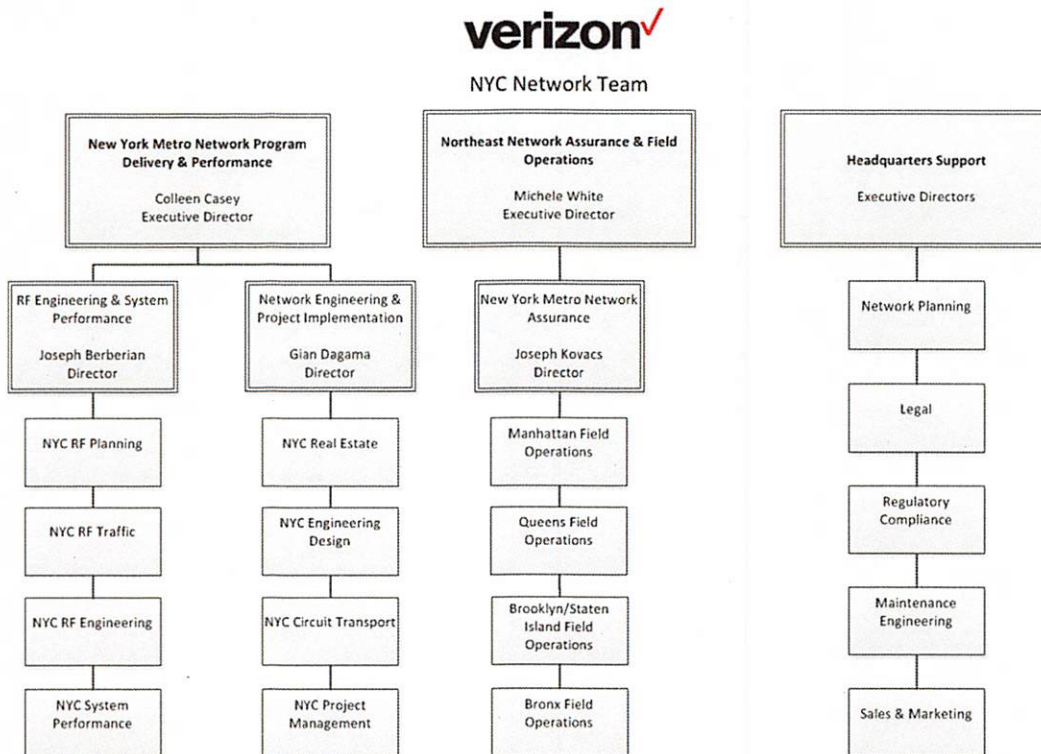 verizon✓
NYC Network Team
New York Metro Network Program
Delivery & Performance
Colleen Casey
Executive Director
Northeast Network Assurance & Field
Operations
Michele White
Executive Director
Headquarters Support
Executive Directors
RF Engineering & System
Performance
Joseph Berberian
Director
Network Engineering &
Project Implementation
Gian Dagama
Director
New York Metro Network
Assurance
Joseph Kovacs
Director
Network Planning
NYC RF Planning
NYC Real Estate
Manhattan Field
Operations
Legal
NYC RF Traffic
NYC Engineering
Design
Queens Field
Operations
Regulatory
Compliance
NYC RF Engineering
NYC Circuit Transport
Brooklyn/Staten
Island Field
Operations
Maintenance
Engineering
NYC System
Performance
NYC Project
Management
Bronx Field
Operations
Sales & Marketing